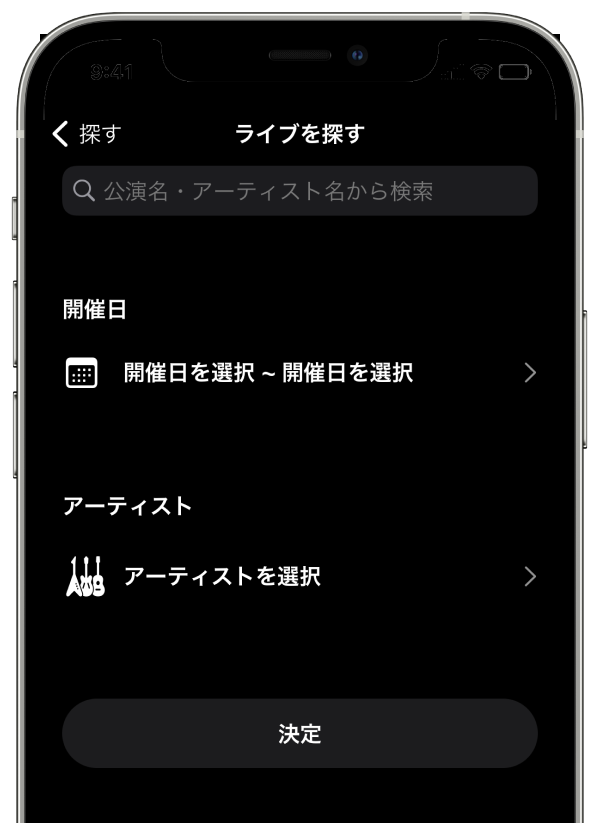 9:41
探す
ライブを探す
公演名・アーティスト名から検索
開催日
開催日を選択 ~ 開催日を選択
アーティスト
アーティストを選択
決定